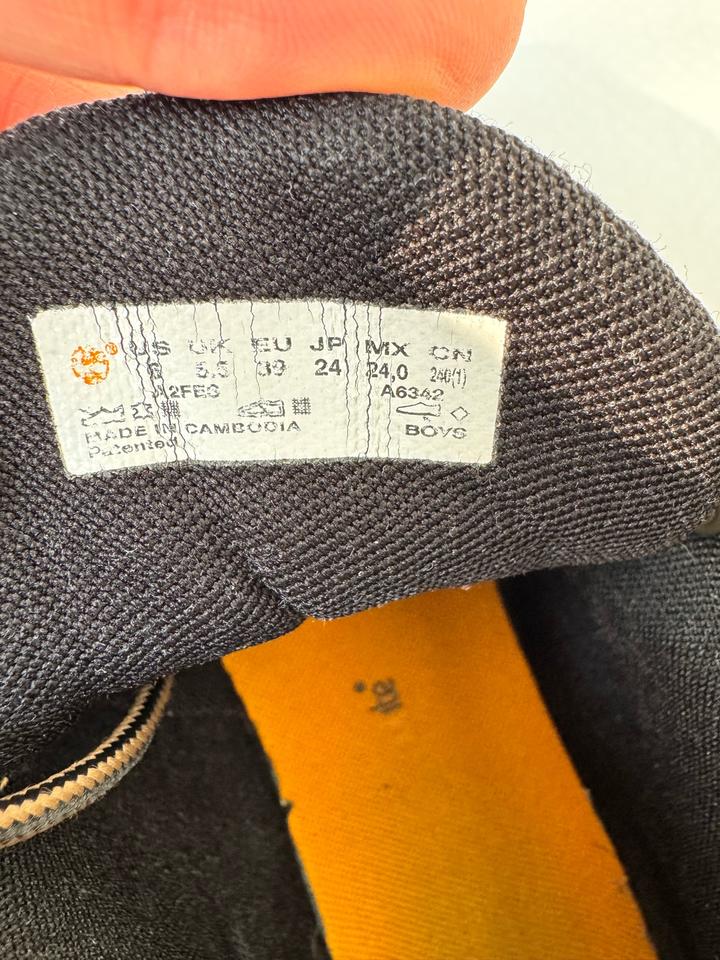 US UK EU JP MX CN
6 5.5 39 24 24,0 240(1)
A6342
MADE IN CAMBODIA BOYS
Patented